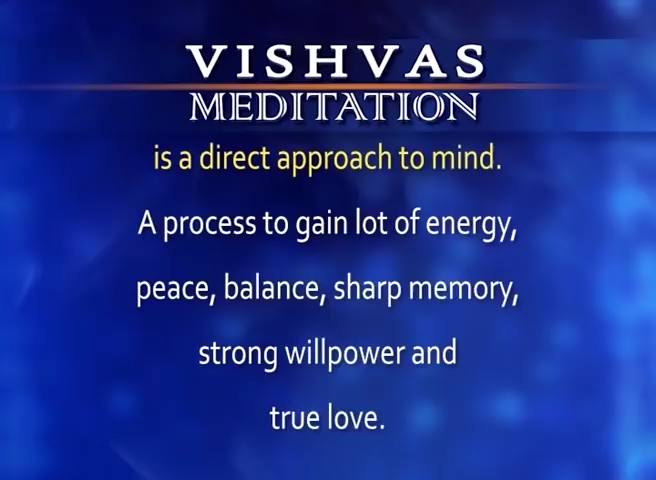 VISHVAS
MEDITATION
is a direct approach to mind.
A process to gain lot of energy,
peace, balance, sharp memory,
strong willpower and
true love.